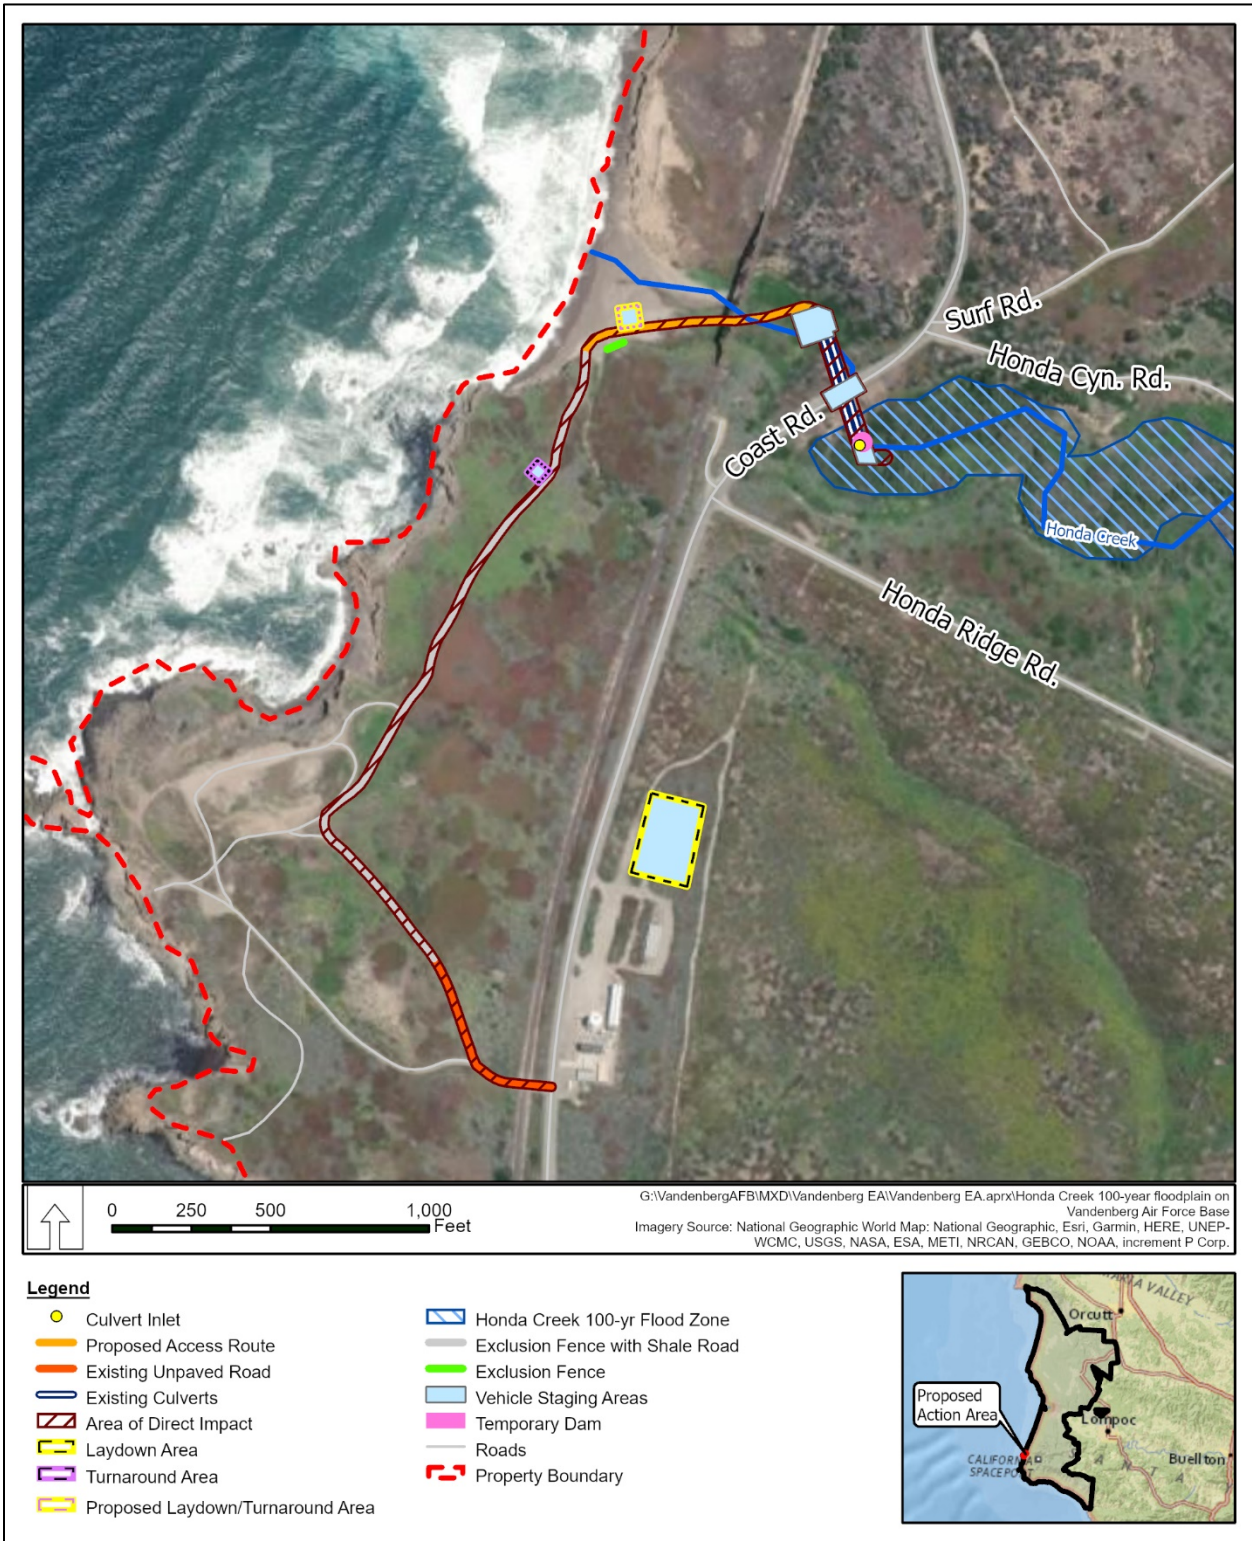 Surf Rd.
Honda Cyn. Rd.
Coast Rd.
Honda Creek
Honda Ridge Rd.
0 250 500 1,000
Feet
G:\VandenbergAFB\MXD\Vandenberg EA\Vandenberg EA.aprx\Honda Creek 100-year floodplain on
Vandenberg Air Force Base
Imagery Source: National Geographic World Map: National Geographic, Esri, Garmin, HERE, UNEP-
WCMC, USGS, NASA, ESA, METI, NRCAN, GEBCO, NOAA, increment P Corp.
Legend
Culvert Inlet
Proposed Access Route
Existing Unpaved Road
Existing Culverts
Area of Direct Impact
Laydown Area
Turnaround Area
Proposed Laydown/Turnaround Area
Honda Creek 100-yr Flood Zone
Exclusion Fence with Shale Road
Exclusion Fence
Vehicle Staging Areas
Temporary Dam
Roads
Property Boundary
VALLEY
Orcutt
Proposed
Action Area
Lompoc
CALIFORNIA
SPACEPORT
SANTA
Buellton